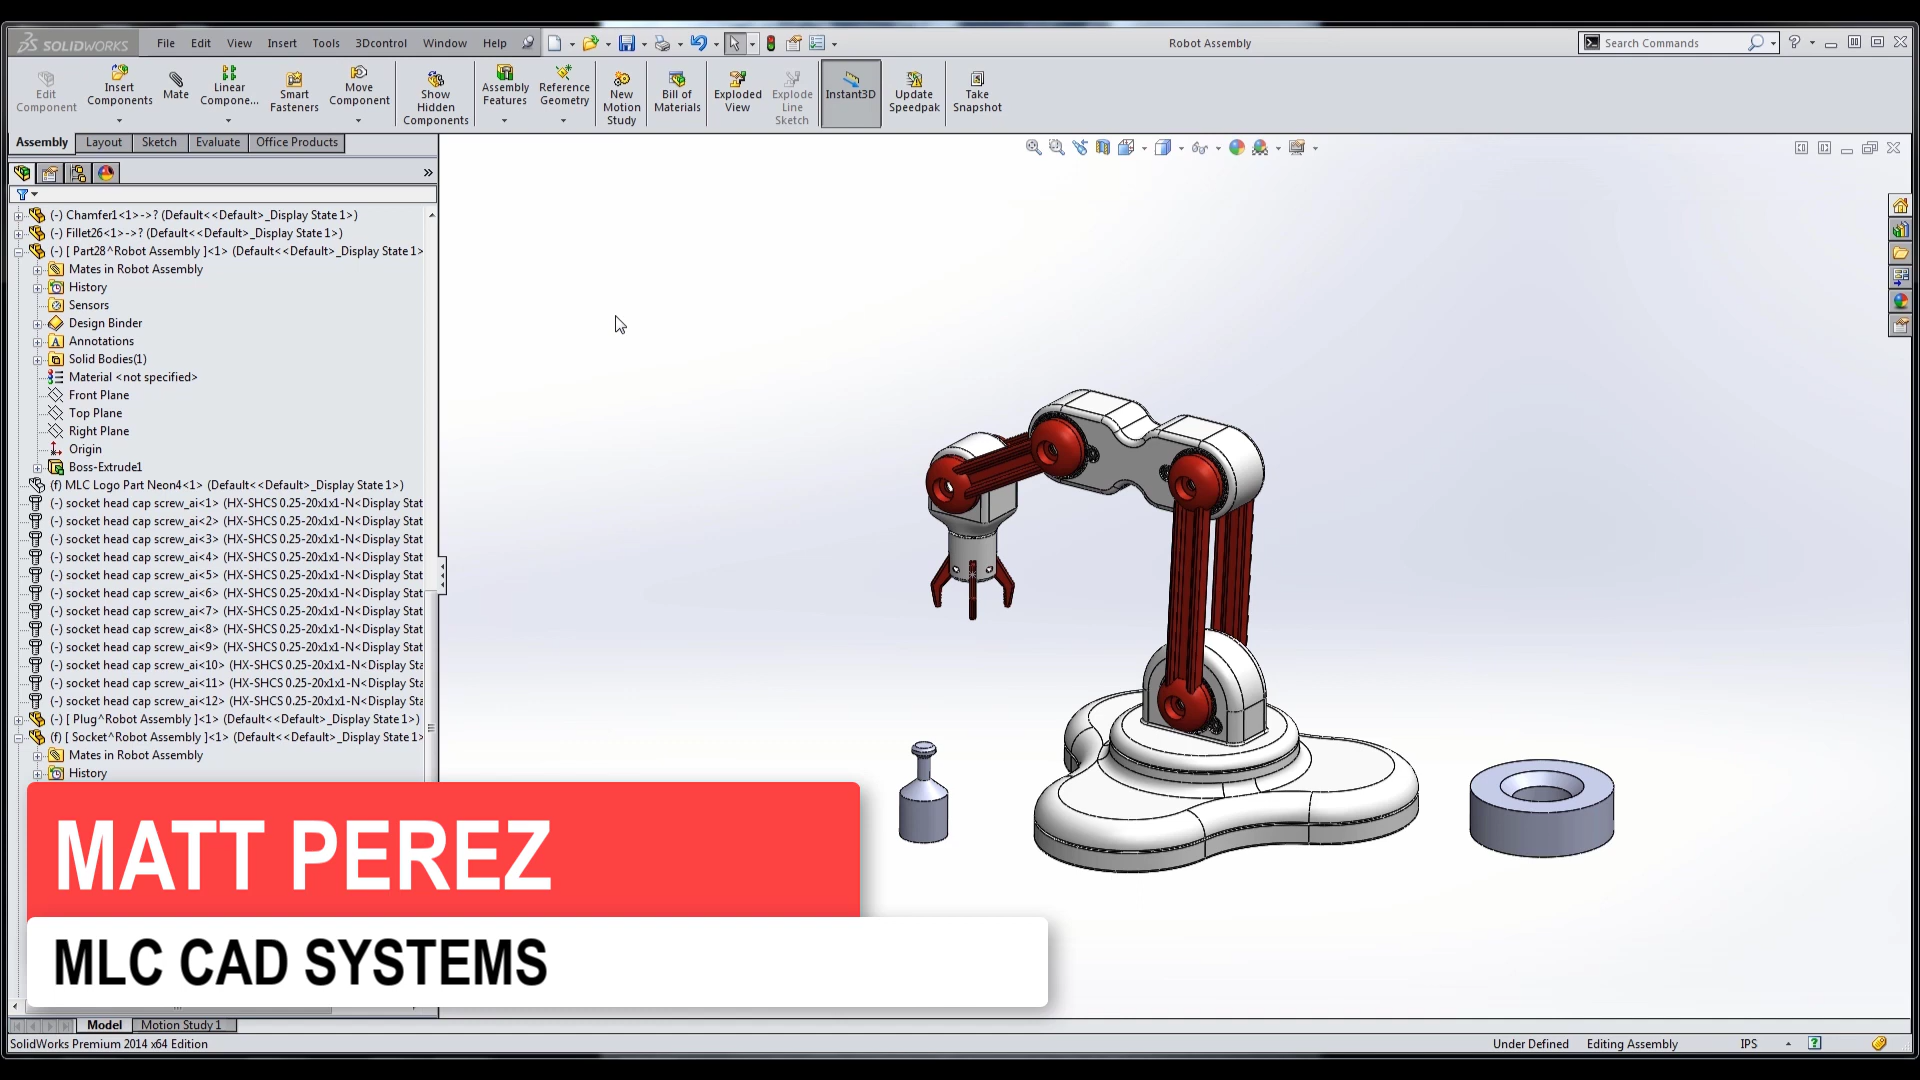 SOLIDWORKS File Edit View Insert Tools 3Dcontrol Window Help Robot Assembly Search Commands
Edit Component
Insert Components
Mate
Linear Compone...
Smart Fasteners
Move Component
Show Hidden Components
Assembly Features
Reference Geometry
New Motion Study
Bill of Materials
Exploded View
Explode Line Sketch
Instant3D
Update Speedpak
Take Snapshot
Assembly Layout Sketch Evaluate Office Products
(-) Chamfer1<1>->? (Default<<Default>_Display State 1>)
(-) Fillet26<1>->? (Default<<Default>_Display State 1>)
(-) [ Part28^Robot Assembly ]<1> (Default<<Default>_Display State 1>
Mates in Robot Assembly
History
Sensors
Design Binder
Annotations
Solid Bodies(1)
Material <not specified>
Front Plane
Top Plane
Right Plane
Origin
Boss-Extrude1
(f) MLC Logo Part Neon4<1> (Default<<Default>_Display State 1>)
(-) socket head cap screw_ai<1> (HX-SHCS 0.25-20x1x1-N<Display Stat
(-) socket head cap screw_ai<2> (HX-SHCS 0.25-20x1x1-N<Display Stat
(-) socket head cap screw_ai<3> (HX-SHCS 0.25-20x1x1-N<Display Stat
(-) socket head cap screw_ai<4> (HX-SHCS 0.25-20x1x1-N<Display Stat
(-) socket head cap screw_ai<5> (HX-SHCS 0.25-20x1x1-N<Display Stat
(-) socket head cap screw_ai<6> (HX-SHCS 0.25-20x1x1-N<Display Stat
(-) socket head cap screw_ai<7> (HX-SHCS 0.25-20x1x1-N<Display Stat
(-) socket head cap screw_ai<8> (HX-SHCS 0.25-20x1x1-N<Display Stat
(-) socket head cap screw_ai<9> (HX-SHCS 0.25-20x1x1-N<Display Stat
(-) socket head cap screw_ai<10> (HX-SHCS 0.25-20x1x1-N<Display Sta
(-) socket head cap screw_ai<11> (HX-SHCS 0.25-20x1x1-N<Display Sta
(-) socket head cap screw_ai<12> (HX-SHCS 0.25-20x1x1-N<Display Sta
(-) [ Plug^Robot Assembly ]<1> (Default<<Default>_Display State 1>)
(f) [ Socket^Robot Assembly ]<1> (Default<<Default>_Display State 1>
Mates in Robot Assembly
History
MATT PEREZ
MLC CAD SYSTEMS
Model Motion Study 1
SolidWorks Premium 2014 x64 Edition Under Defined Editing Assembly IPS